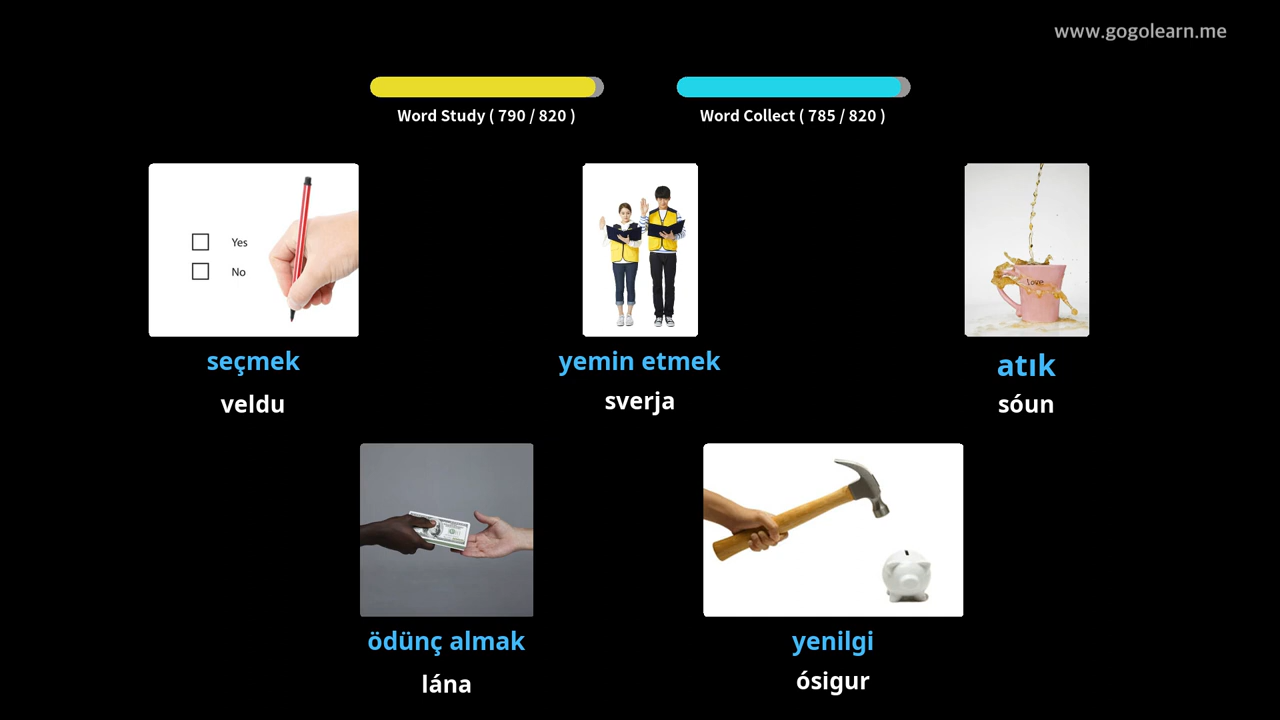 www.gogolearn.me
Word Study ( 790 / 820 )
Word Collect ( 785 / 820 )
Yes
No
Love
seçmek
yemin etmek
atık
veldu
sverja
sóun
ödünç almak
yenilgi
lána
ósigur